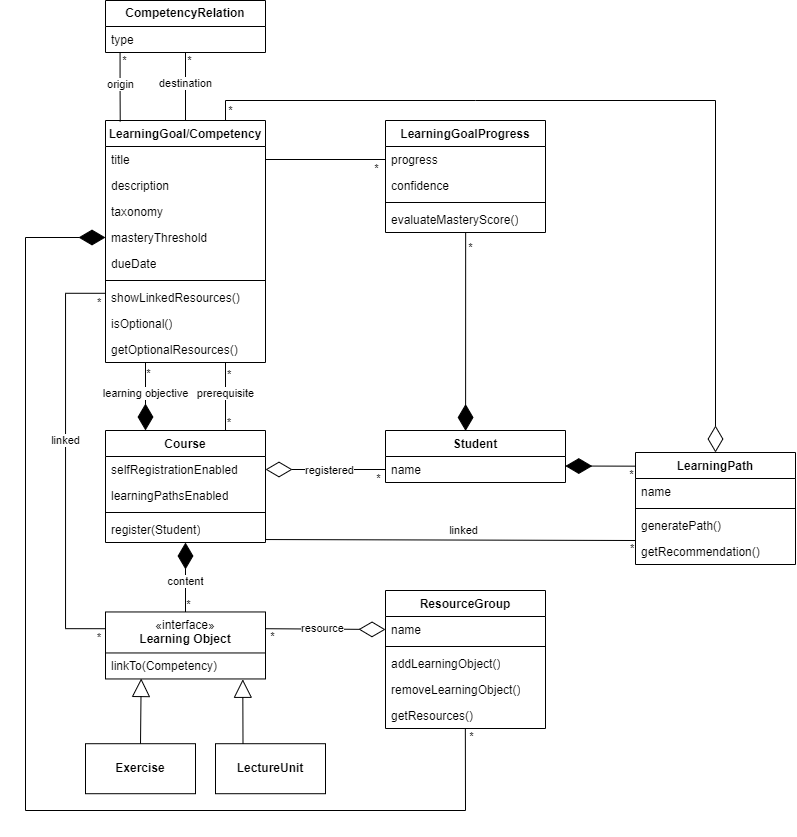 CompetencyRelation
type
*
*
origin
destination
*
LearningGoal/Competency
title
description
taxonomy
masteryThreshold
dueDate
showLinkedResources()
isOptional()
getOptionalResources()
*
LearningGoalProgress
progress
confidence
evaluateMasteryScore()
*
*
*
*
learning objective
prerequisite
*
linked
Course
selfRegistrationEnabled
learningPathsEnabled
register(Student)
registered
*
Student
name
*
LearningPath
name
generatePath()
getRecommendation()
linked
*
content
*
«interface»
Learning Object
linkTo(Competency)
*
*
resource
ResourceGroup
name
addLearningObject()
removeLearningObject()
getResources()
*
Exercise
LectureUnit